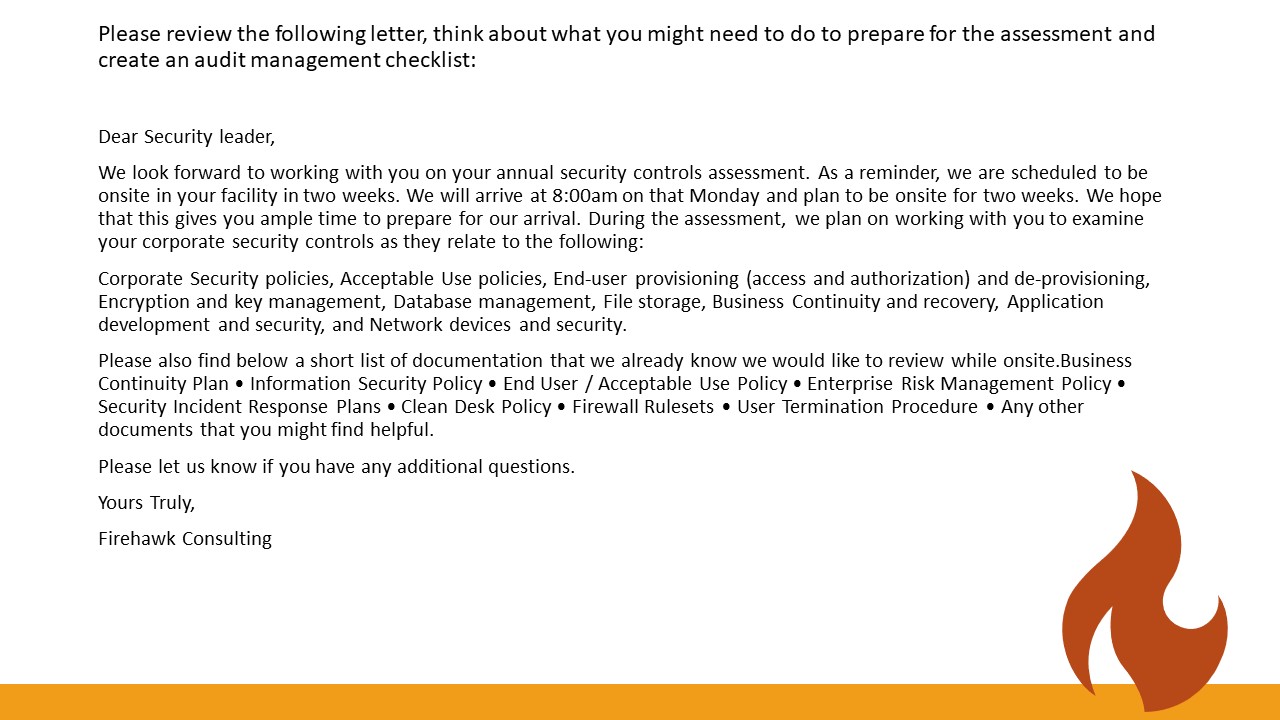 Please review the following letter, think about what you might need to do to prepare for the assessment and
create an audit management checklist:
Dear Security leader,
We look forward to working with you on your annual security controls assessment. As a reminder, we are scheduled to be
onsite in your facility in two weeks. We will arrive at 8:00am on that Monday and plan to be onsite for two weeks. We hope
that this gives you ample time to prepare for our arrival. During the assessment, we plan on working with you to examine
your corporate security controls as they relate to the following:
Corporate Security policies, Acceptable Use policies, End-user provisioning (access and authorization) and de-provisioning,
Encryption and key management, Database management, File storage, Business Continuity and recovery, Application
development and security, and Network devices and security.
Please also find below a short list of documentation that we already know we would like to review while onsite.Business
Continuity Plan • Information Security Policy • End User / Acceptable Use Policy • Enterprise Risk Management Policy •
Security Incident Response Plans • Clean Desk Policy • Firewall Rulesets • User Termination Procedure • Any other
documents that you might find helpful.
Please let us know if you have any additional questions.
Yours Truly,
Firehawk Consulting